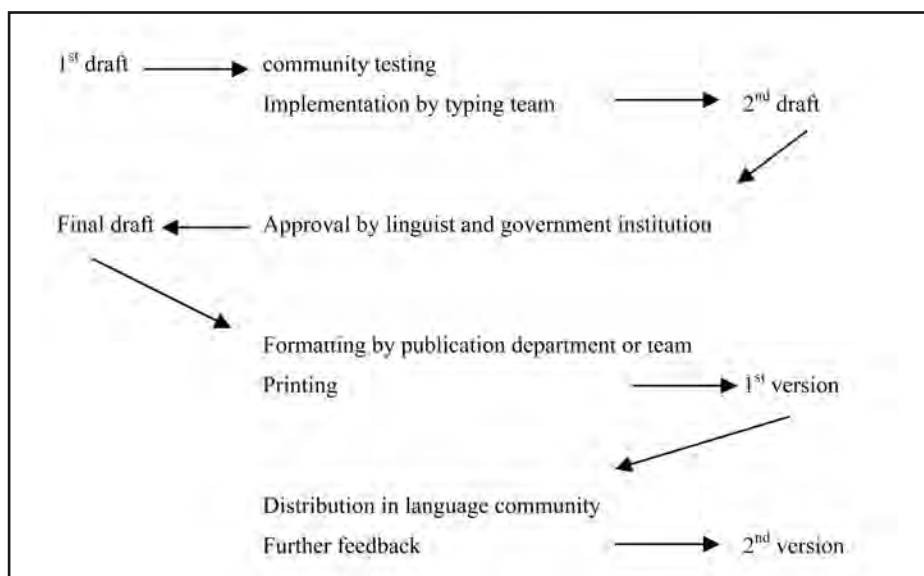 1st draft community testing
Implementation by typing team 2nd draft
Final draft Approval by linguist and government institution
Formatting by publication department or team
Printing 1st version
Distribution in language community
Further feedback 2nd version